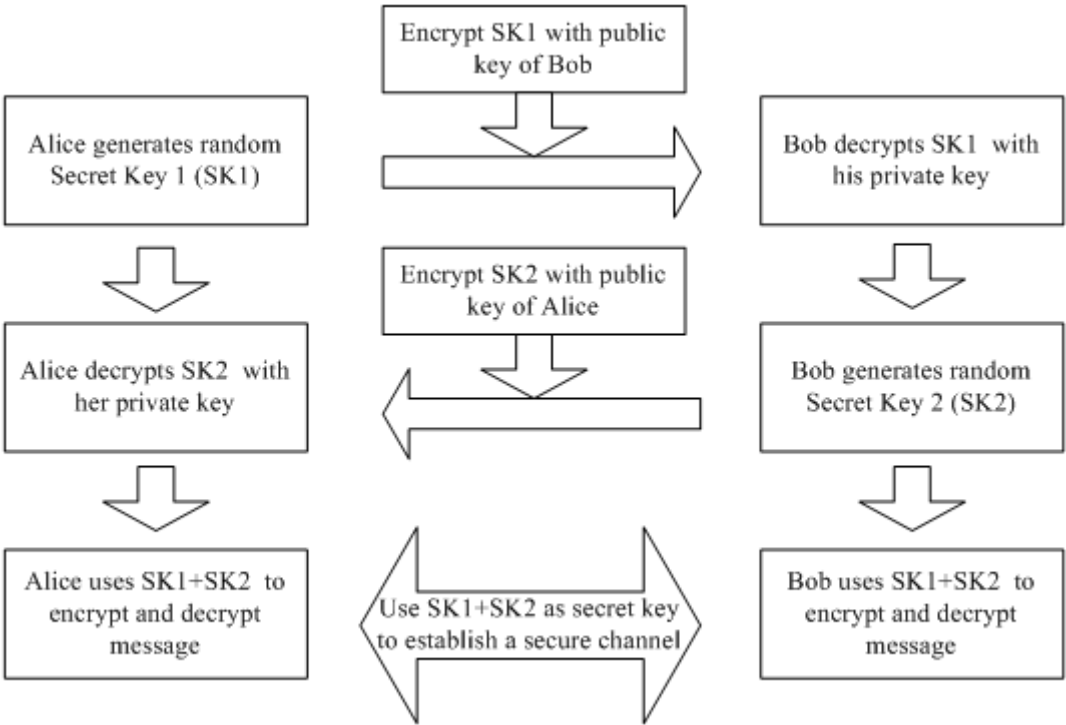 Encrypt SK1 with public
key of Bob
Alice generates random
Secret Key 1 (SK1)
Bob decrypts SK1 with
his private key
Encrypt SK2 with public
key of Alice
Alice decrypts SK2 with
her private key
Bob generates random
Secret Key 2 (SK2)
Alice uses SK1+SK2 to
encrypt and decrypt
message
Use SK1+SK2 as secret key
to establish a secure channel
Bob uses SK1+SK2 to
encrypt and decrypt
message